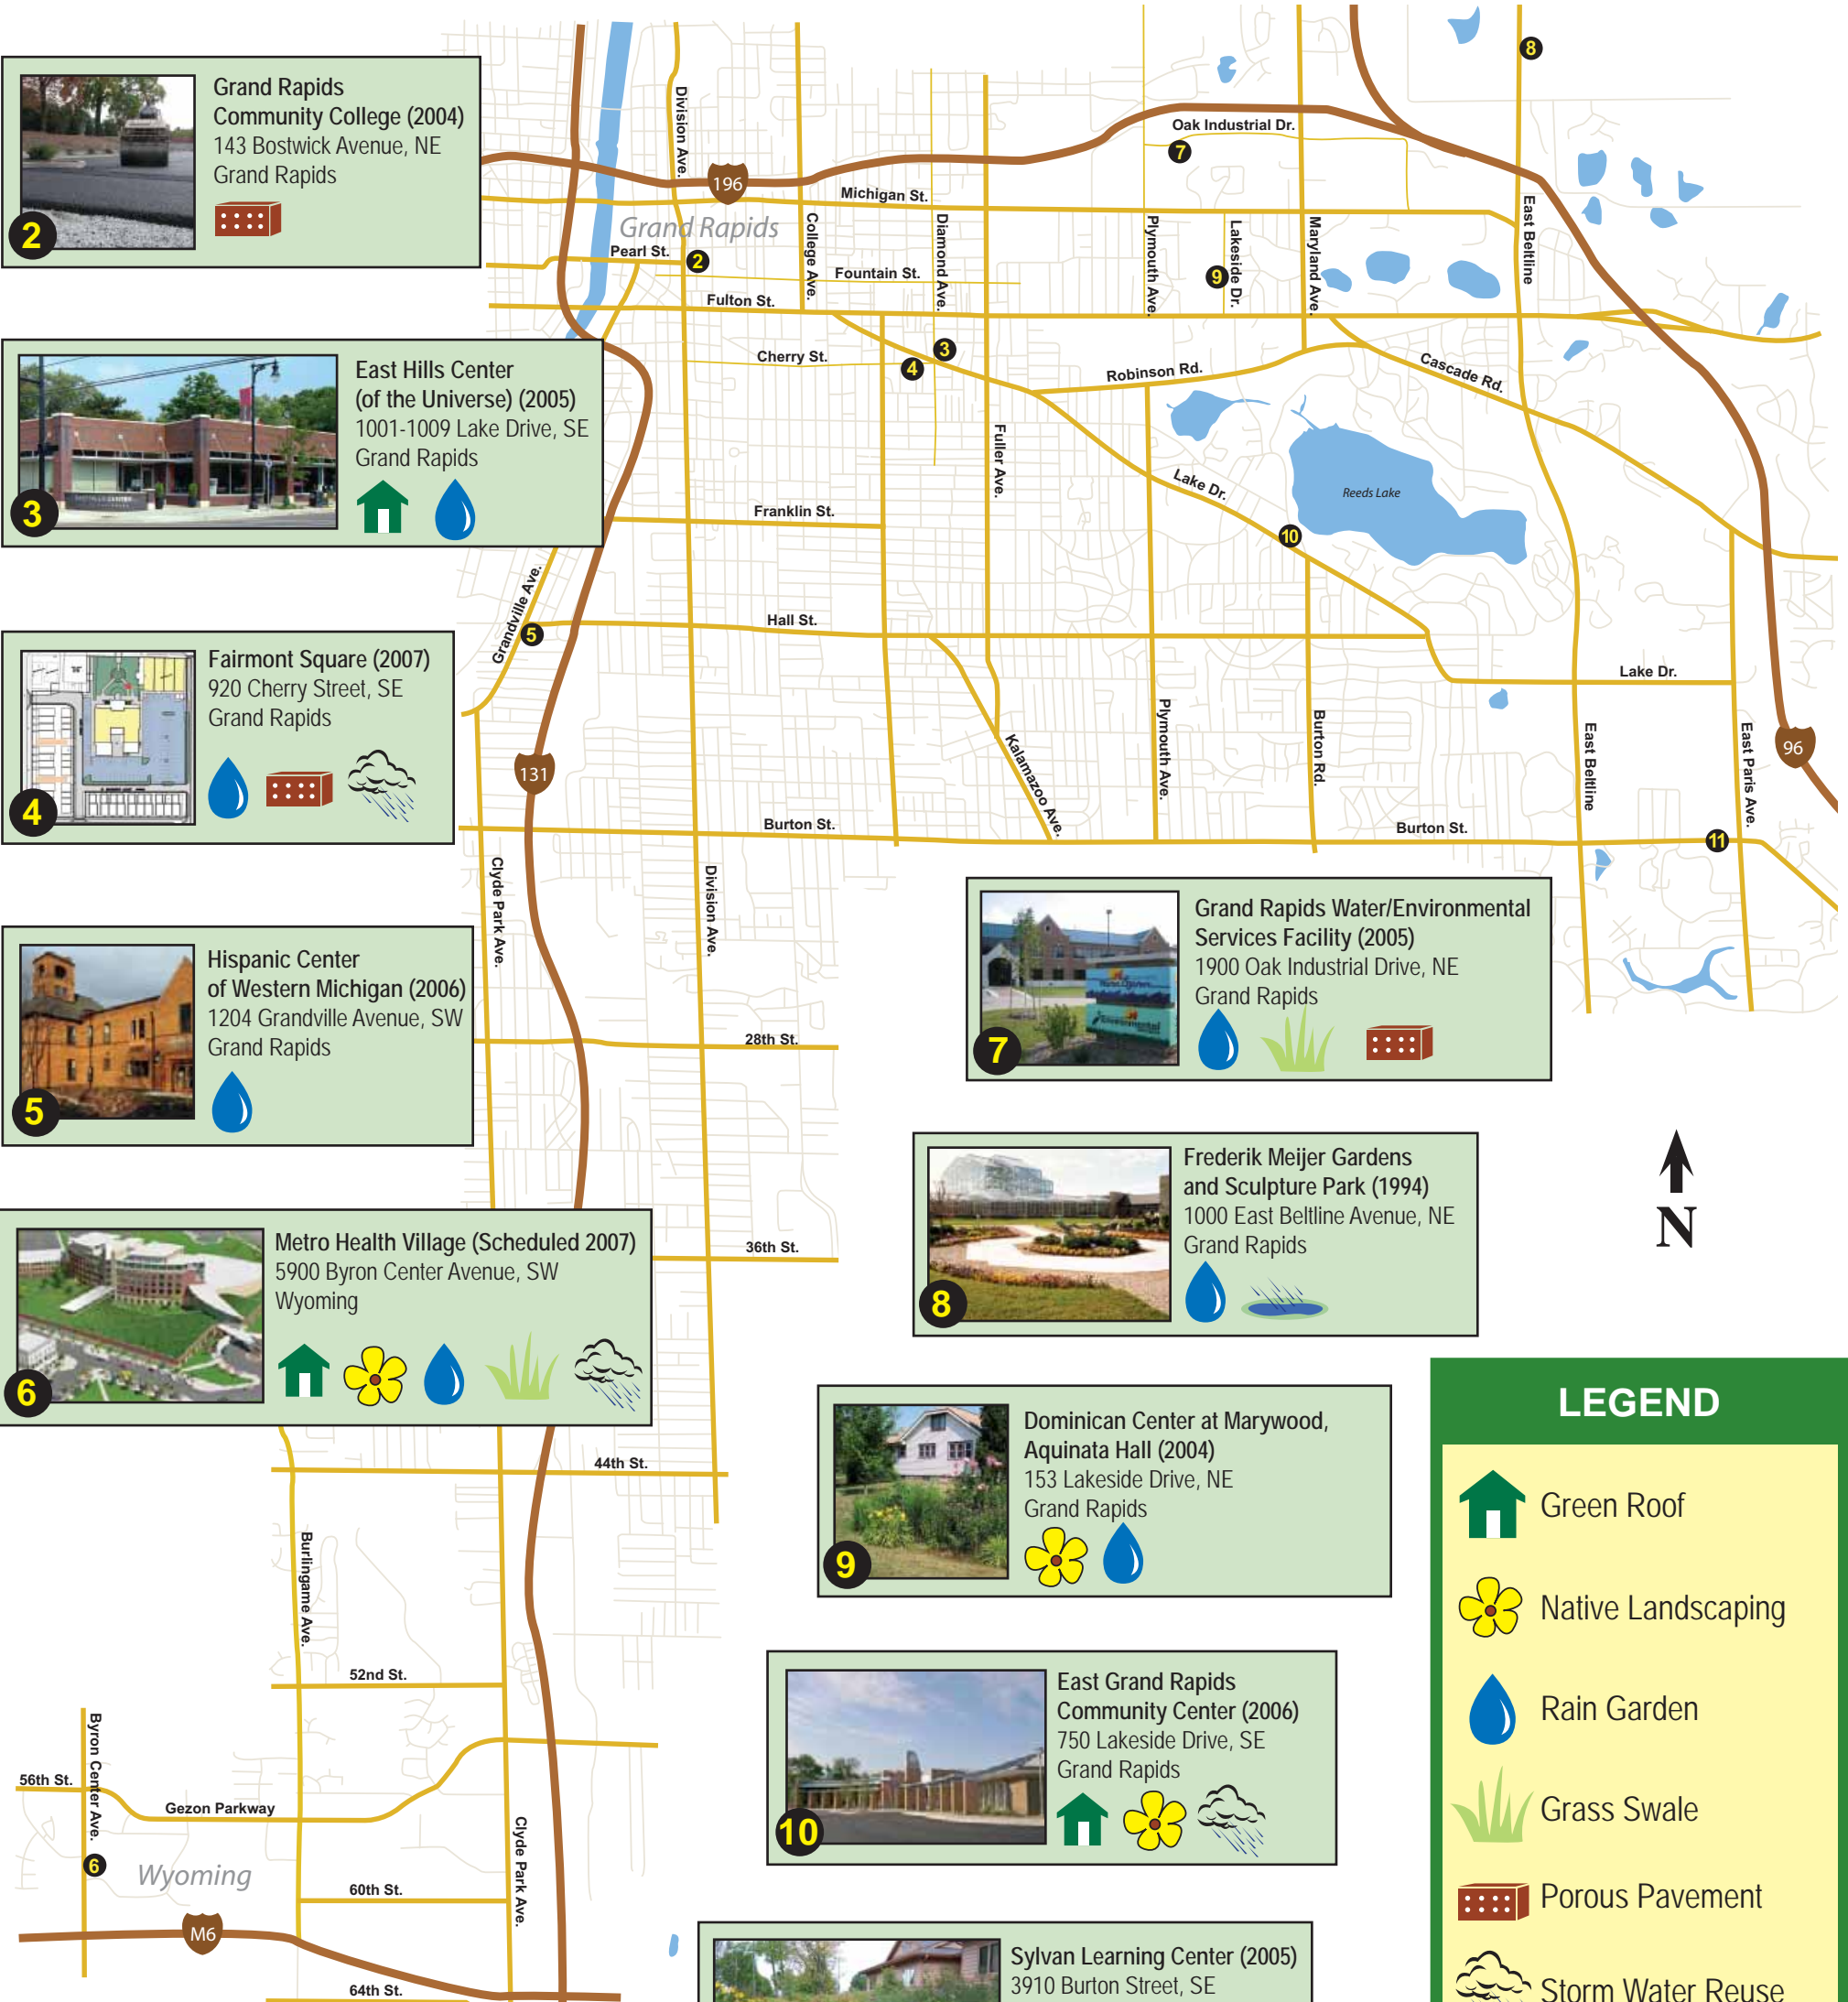 Grand Rapids
Community College (2004)
143 Bostwick Avenue, NE
Grand Rapids
2
East Hills Center
(of the Universe) (2005)
1001-1009 Lake Drive, SE
Grand Rapids
3
Fairmont Square (2007)
920 Cherry Street, SE
Grand Rapids
4
Hispanic Center
of Western Michigan (2006)
1204 Grandville Avenue, SW
Grand Rapids
5
Metro Health Village (Scheduled 2007)
5900 Byron Center Avenue, SW
Wyoming
6
Grand Rapids Water/Environmental
Services Facility (2005)
1900 Oak Industrial Drive, NE
Grand Rapids
7
Frederik Meijer Gardens
and Sculpture Park (1994)
1000 East Beltline Avenue, NE
Grand Rapids
8
Dominican Center at Marywood,
Aquinata Hall (2004)
153 Lakeside Drive, NE
Grand Rapids
9
East Grand Rapids
Community Center (2006)
750 Lakeside Drive, SE
Grand Rapids
10
Sylvan Learning Center (2005)
3910 Burton Street, SE
LEGEND
Green Roof
Native Landscaping
Rain Garden
Grass Swale
Porous Pavement
Storm Water Reuse
N
8
Division Ave.
Oak Industrial Dr.
7
196
Michigan St.
Grand Rapids
Pearl St.
2
College Ave.
Fountain St.
Diamond Ave.
Plymouth Ave.
Lakeside Dr.
9
Maryland Ave.
East Beltline
Fulton St.
Cherry St.
3
4
Robinson Rd.
Cascade Rd.
Fuller Ave.
Lake Dr.
Reeds Lake
Franklin St.
10
Grandville Ave.
5
Hall St.
Lake Dr.
131
Kalamazoo Ave.
Plymouth Ave.
Burton Rd.
East Beltline
East Paris Ave.
96
Burton St.
Burton St.
11
Clyde Park Ave.
Division Ave.
28th St.
36th St.
44th St.
Burlingame Ave.
52nd St.
Byron Center Ave.
56th St.
Gezon Parkway
Clyde Park Ave.
6
Wyoming
60th St.
M6
64th St.